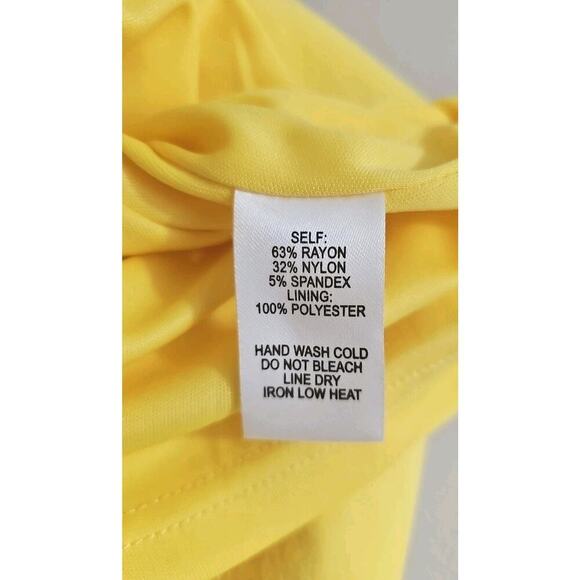 SELF:
63% RAYON
32% NYLON
5% SPANDEX
LINING:
100% POLYESTER
HAND WASH COLD
DO NOT BLEACH
LINE DRY
IRON LOW HEAT